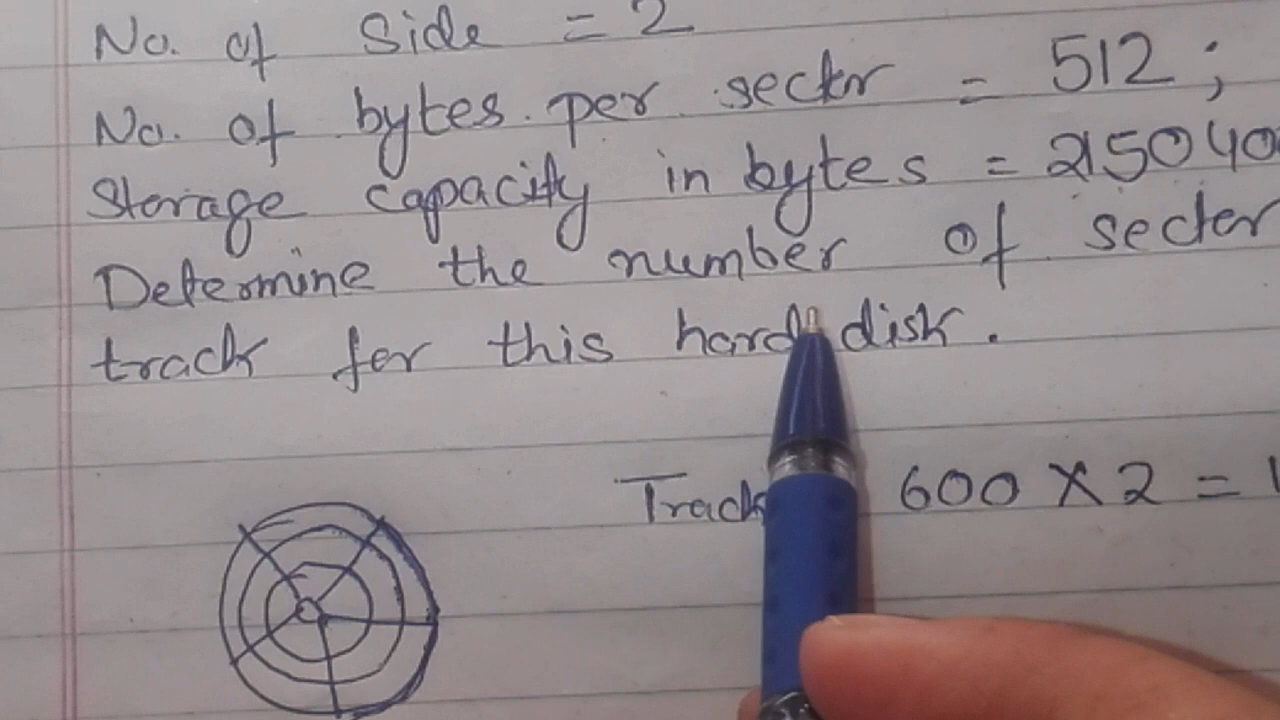 No. of Side = 2
No. of bytes per sector = 512 ;
Storage capacity in bytes = 215040
Determine the number of sector
track for this hard disk.
Track 600 X 2 = 1